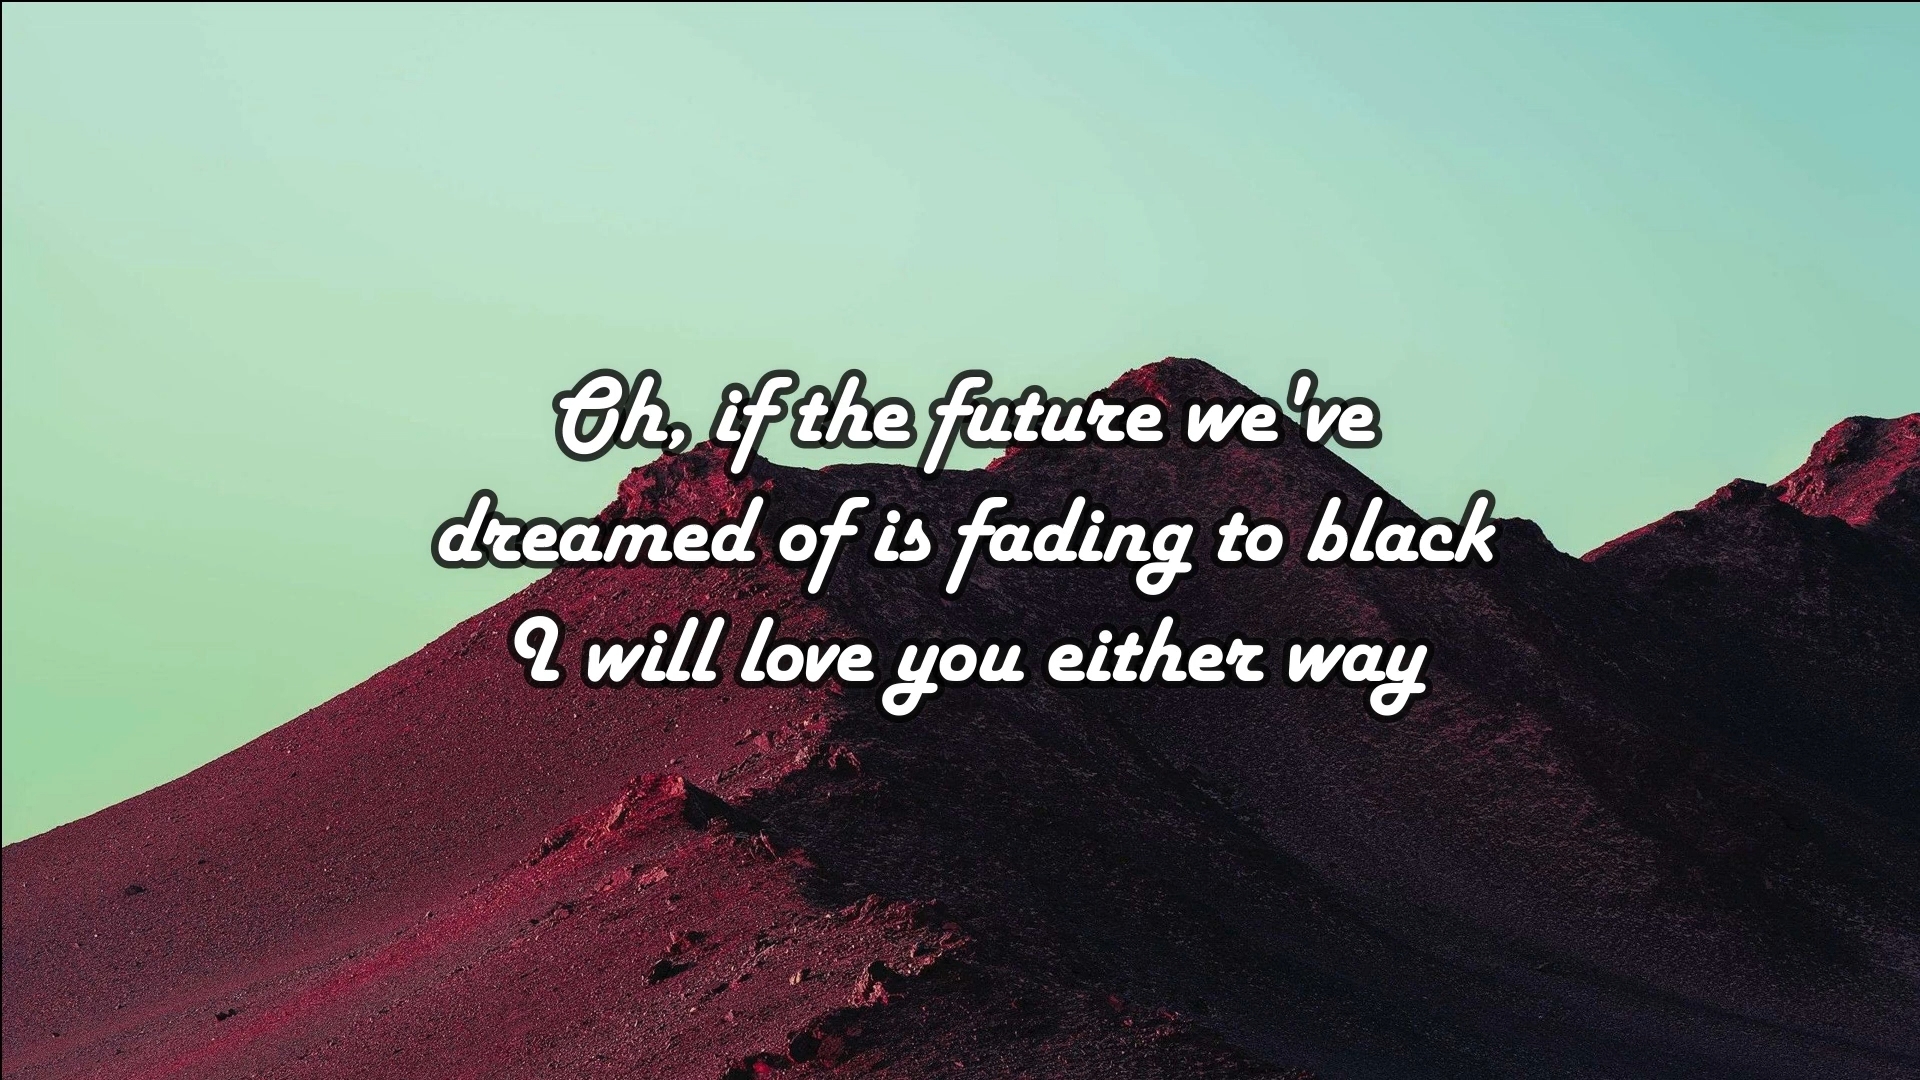 Oh, if the future we've
dreamed of is fading to black
I will love you either way